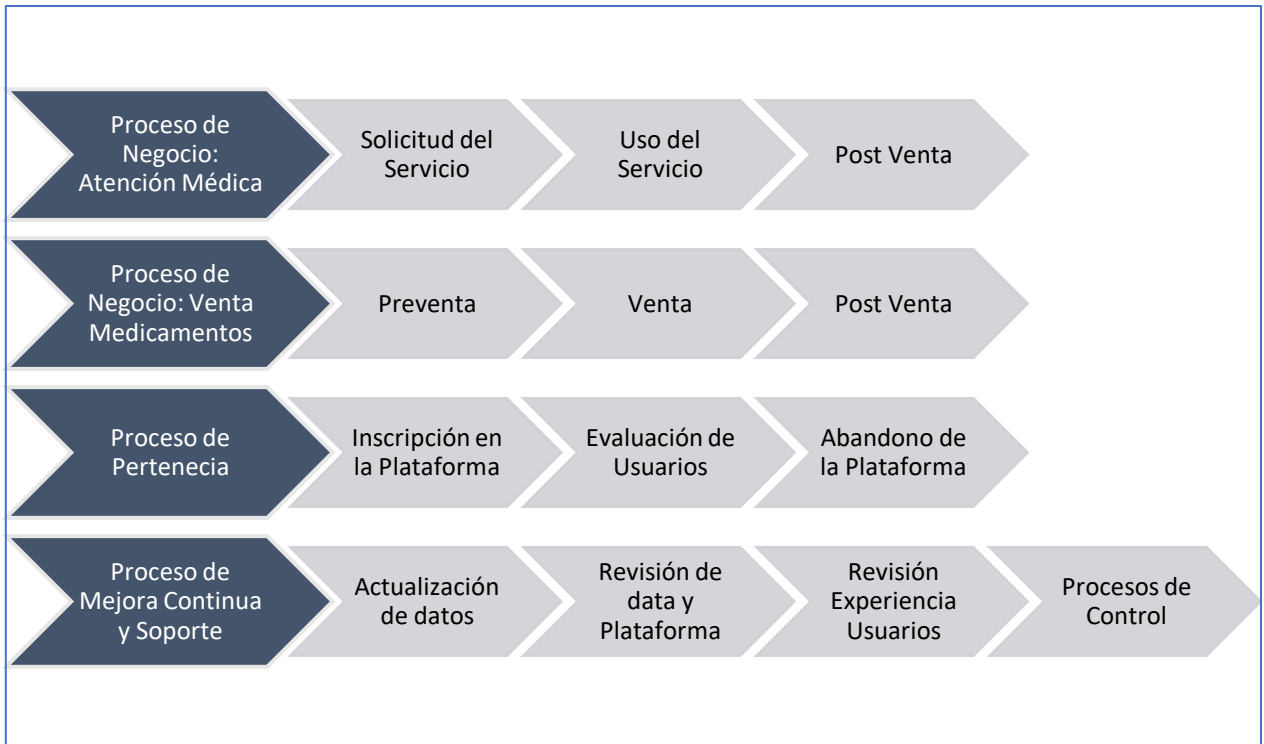 Proceso de
Negocio:
Atención Médica
Solicitud del
Servicio
Uso del
Servicio
Post Venta
Proceso de
Negocio: Venta
Medicamentos
Preventa
Venta
Post Venta
Proceso de
Pertenecia
Inscripción en
la Plataforma
Evaluación de
Usuarios
Abandono de
la Plataforma
Proceso de
Mejora Continua
y Soporte
Actualización
de datos
Revisión de
data y
Plataforma
Revisión
Experiencia
Usuarios
Procesos de
Control